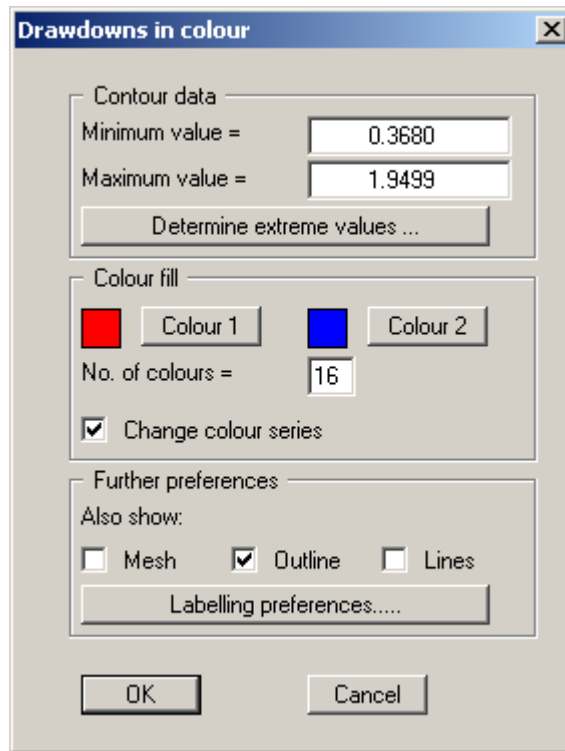 Drawdowns in colour
Contour data
Minimum value = 0.3680
Maximum value = 1.9499
Determine extreme values ...
Colour fill
Colour 1 Colour 2
No. of colours = 16
Change colour series
Further preferences
Also show:
Mesh Outline Lines
Labelling preferences.....
OK Cancel